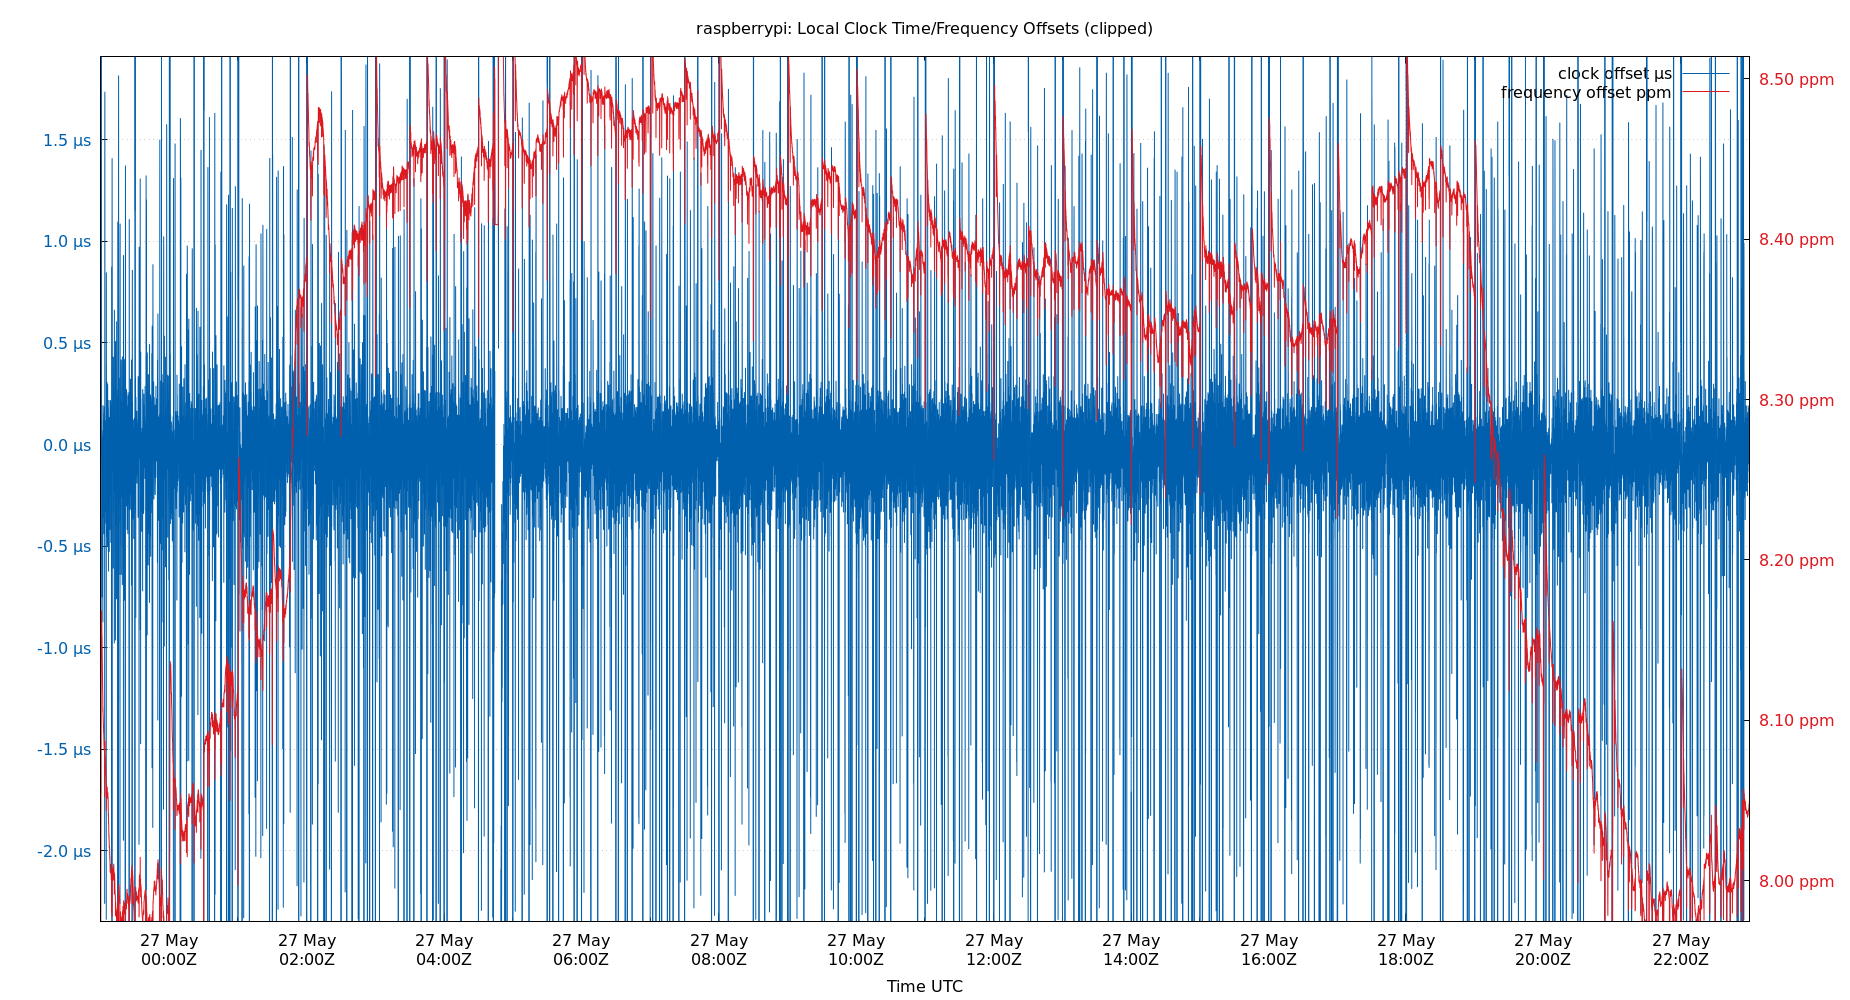 raspberrypi: Local Clock Time/Frequency Offsets (clipped)
clock offset µs
frequency offset ppm
1.5 µs
1.0 µs
0.5 µs
0.0 µs
-0.5 µs
-1.0 µs
-1.5 µs
-2.0 µs
8.50 ppm
8.40 ppm
8.30 ppm
8.20 ppm
8.10 ppm
8.00 ppm
27 May 27 May 27 May 27 May 27 May 27 May 27 May 27 May 27 May 27 May 27 May 27 May
00:00Z 02:00Z 04:00Z 06:00Z 08:00Z 10:00Z 12:00Z 14:00Z 16:00Z 18:00Z 20:00Z 22:00Z
Time UTC